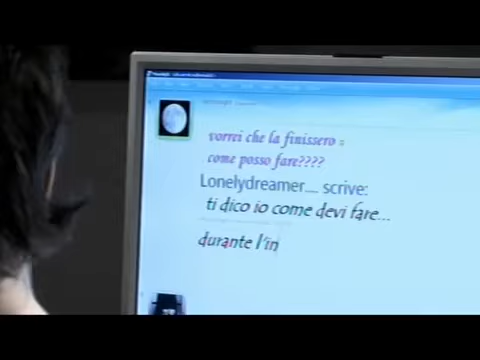 vorrei che la finissero :
come posso fare????
Lonelydreamer.... scrive:
ti dico io come devi fare...
durante l'in